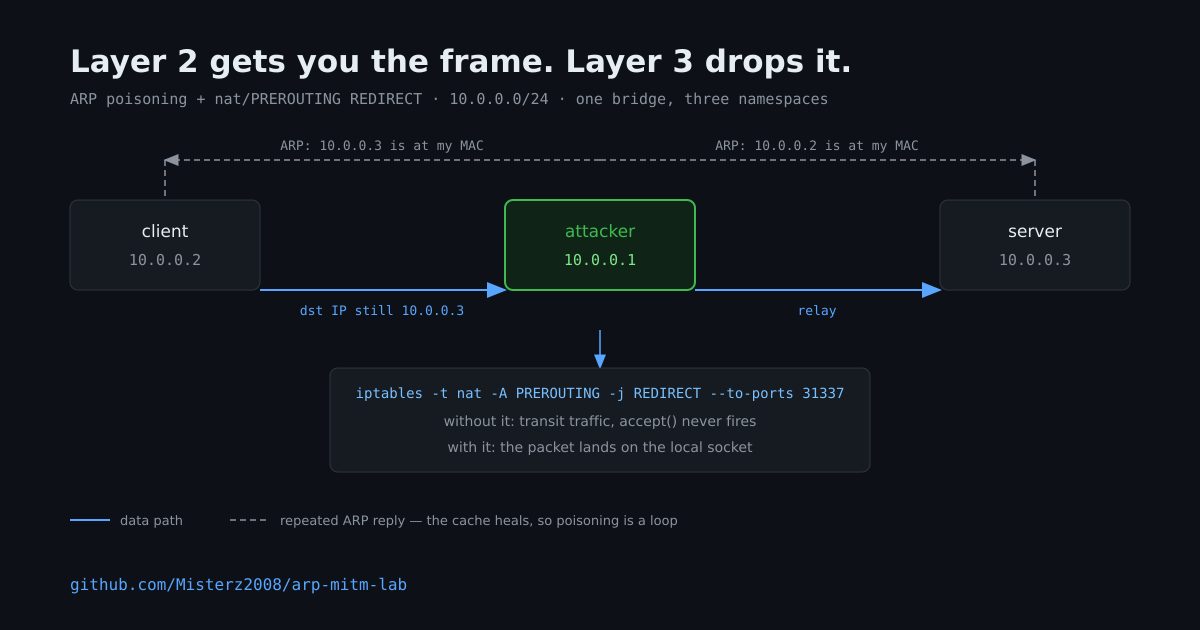 Layer 2 gets you the frame. Layer 3 drops it.
ARP poisoning + nat/PREROUTING REDIRECT · 10.0.0.0/24 · one bridge, three namespaces
ARP: 10.0.0.3 is at my MAC
ARP: 10.0.0.2 is at my MAC
client
10.0.0.2
attacker
10.0.0.1
server
10.0.0.3
dst IP still 10.0.0.3
relay
iptables -t nat -A PREROUTING -j REDIRECT --to-ports 31337
without it: transit traffic, accept() never fires
with it: the packet lands on the local socket
data path
repeated ARP reply — the cache heals, so poisoning is a loop
github.com/Misterz2008/arp-mitm-lab